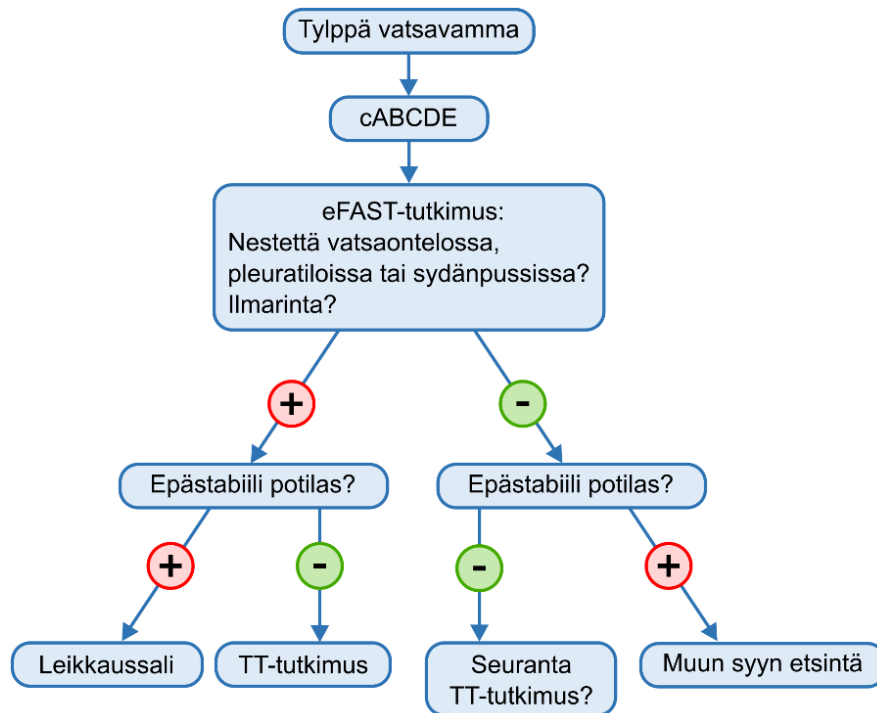 Tylppä vatsavamma
cABCDE
eFAST-tutkimus:
Nestettä vatsaontelossa,
pleuratiloissa tai sydänpussissa?
Ilmarinta?
+
-
Epästabiili potilas?
Epästabiili potilas?
+
-
-
+
Leikkaussali
TT-tutkimus
Seuranta
TT-tutkimus?
Muun syyn etsintä